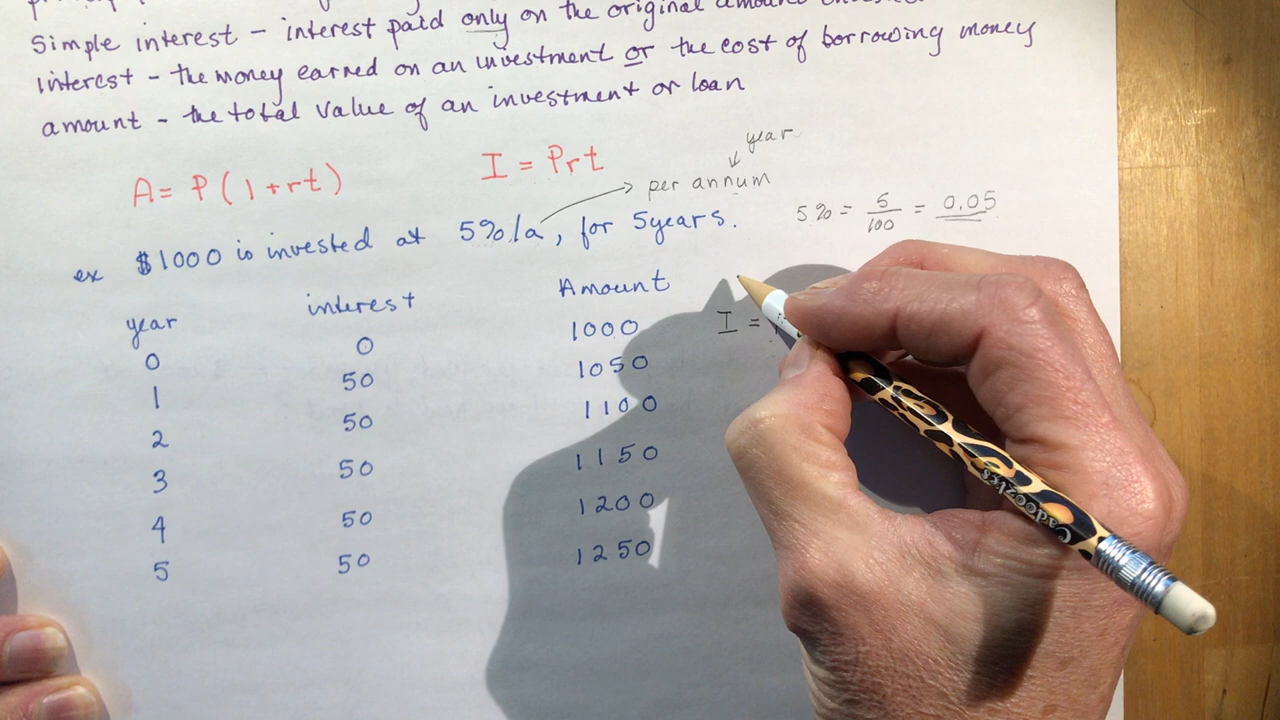 Simple interest - interest paid only on the original amount
interest - the money earned on an investment or the cost of borrowing money
amount - the total value of an investment or loan
year
A = P(1+rt) I = Prt
per annum
5% = 5/100 = 0.05
ex $1000 is invested at 5%/a, for 5years.
year interest Amount
0 0 1000
I =
1 50 1050
2 50 1100
3 50 1150
4 50 1200
5 50 1250
Cadoozles